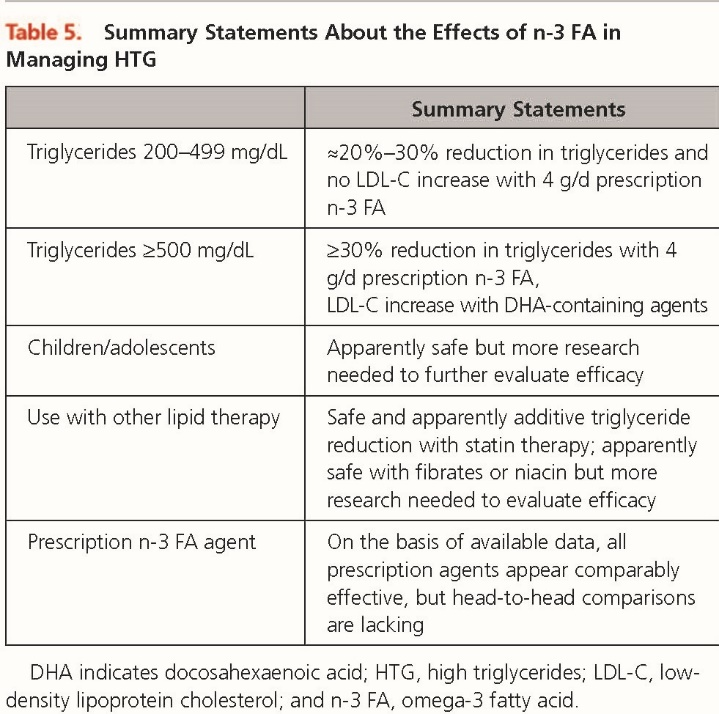 Table 5. Summary Statements About the Effects of n-3 FA in
Managing HTG
Summary Statements
Triglycerides 200–499 mg/dL
≈20%–30% reduction in triglycerides and
no LDL-C increase with 4 g/d prescription
n-3 FA
Triglycerides ≥500 mg/dL
≥30% reduction in triglycerides with 4
g/d prescription n-3 FA,
LDL-C increase with DHA-containing agents
Children/adolescents
Apparently safe but more research
needed to further evaluate efficacy
Use with other lipid therapy
Safe and apparently additive triglyceride
reduction with statin therapy; apparently
safe with fibrates or niacin but more
research needed to evaluate efficacy
Prescription n-3 FA agent
On the basis of available data, all
prescription agents appear comparably
effective, but head-to-head comparisons
are lacking
DHA indicates docosahexaenoic acid; HTG, high triglycerides; LDL-C, low-
density lipoprotein cholesterol; and n-3 FA, omega-3 fatty acid.